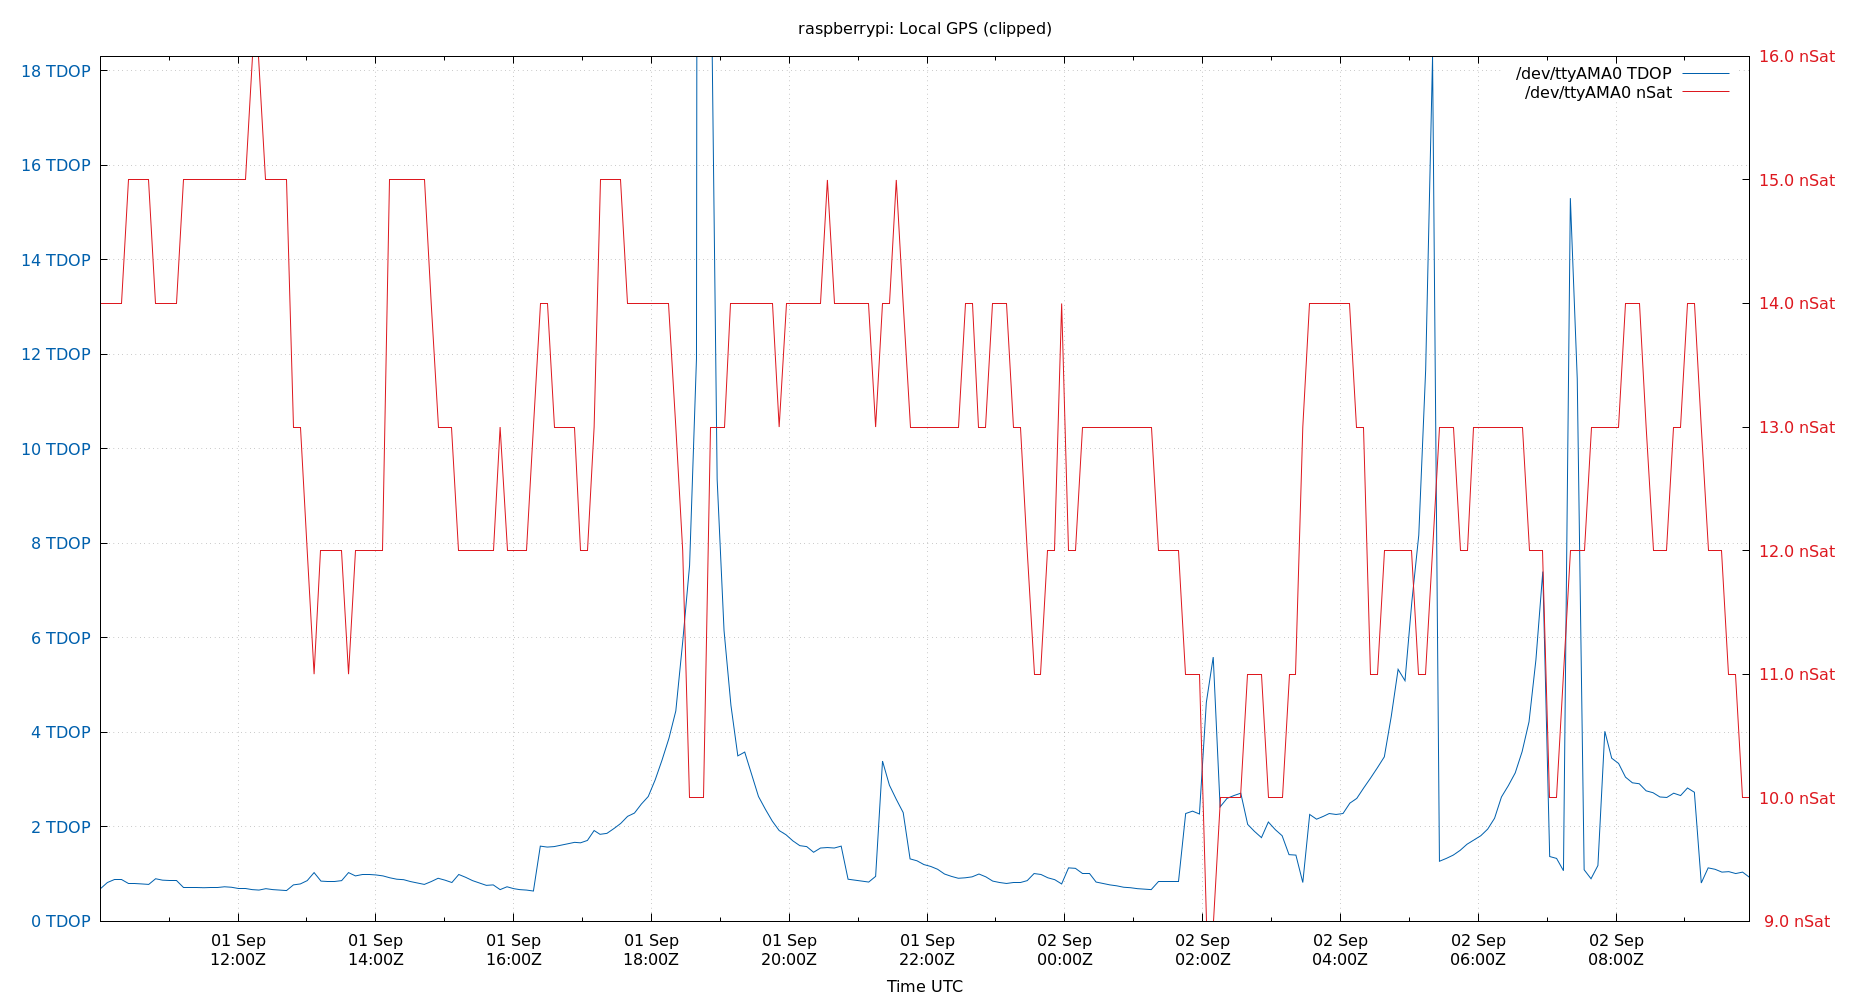 raspberrypi: Local GPS (clipped)
18 TDOP
16 TDOP
14 TDOP
12 TDOP
10 TDOP
8 TDOP
6 TDOP
4 TDOP
2 TDOP
0 TDOP
/dev/ttyAMA0 TDOP
/dev/ttyAMA0 nSat
16.0 nSat
15.0 nSat
14.0 nSat
13.0 nSat
12.0 nSat
11.0 nSat
10.0 nSat
9.0 nSat
01 Sep
12:00Z
01 Sep
14:00Z
01 Sep
16:00Z
01 Sep
18:00Z
01 Sep
20:00Z
01 Sep
22:00Z
02 Sep
00:00Z
02 Sep
02:00Z
02 Sep
04:00Z
02 Sep
06:00Z
02 Sep
08:00Z
Time UTC